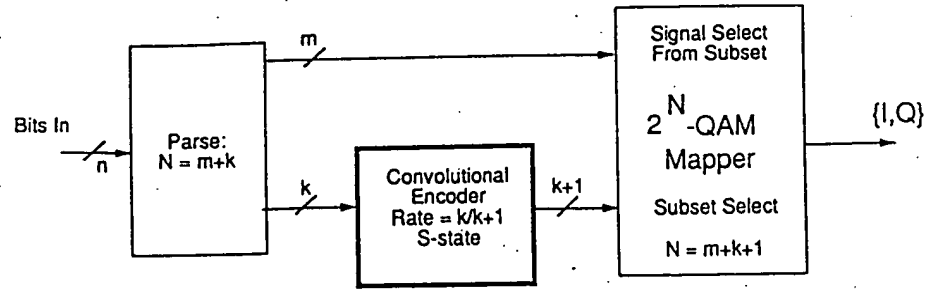 Bits In
n
Parse:
N = m+k
m
k
Convolutional
Encoder
Rate = k/k+1
S-state
k+1
Signal Select
From Subset
2^N-QAM
Mapper
Subset Select
N = m+k+1
{I,Q}